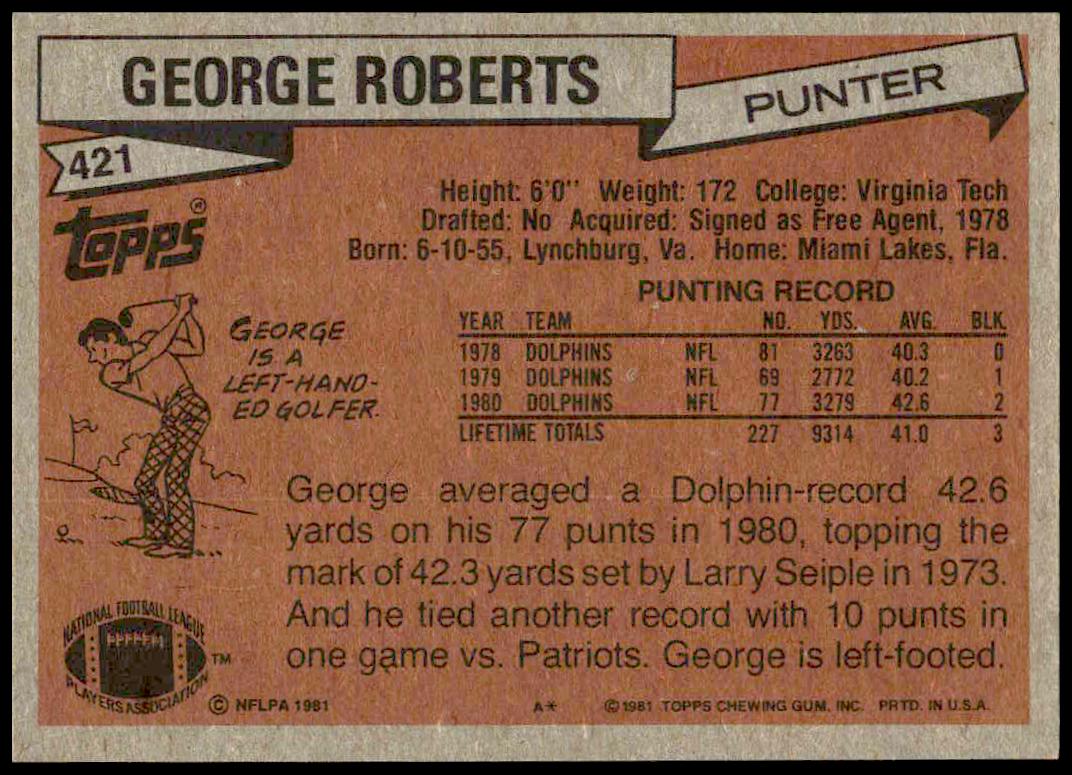 GEORGE ROBERTS
PUNTER
421
Topps®
Height: 6'0" Weight: 172 College: Virginia Tech
Drafted: No Acquired: Signed as Free Agent, 1978
Born: 6-10-55, Lynchburg, Va. Home: Miami Lakes, Fla.
PUNTING RECORD
YEAR TEAM NO. YDS. AVG. BLK.
1978 DOLPHINS NFL 81 3263 40.3 0
1979 DOLPHINS NFL 69 2772 40.2 1
1980 DOLPHINS NFL 77 3279 42.6 2
LIFETIME TOTALS 227 9314 41.0 3
GEORGE
IS A
LEFT-HAND-
ED GOLFER.
George averaged a Dolphin-record 42.6
yards on his 77 punts in 1980, topping the
mark of 42.3 yards set by Larry Seiple in 1973.
And he tied another record with 10 punts in
one game vs. Patriots. George is left-footed.
NATIONAL FOOTBALL LEAGUE
PLAYERS ASSOCIATION
TM
© NFLPA 1981
A*
© 1981 TOPPS CHEWING GUM, INC. PRTD. IN U.S.A.